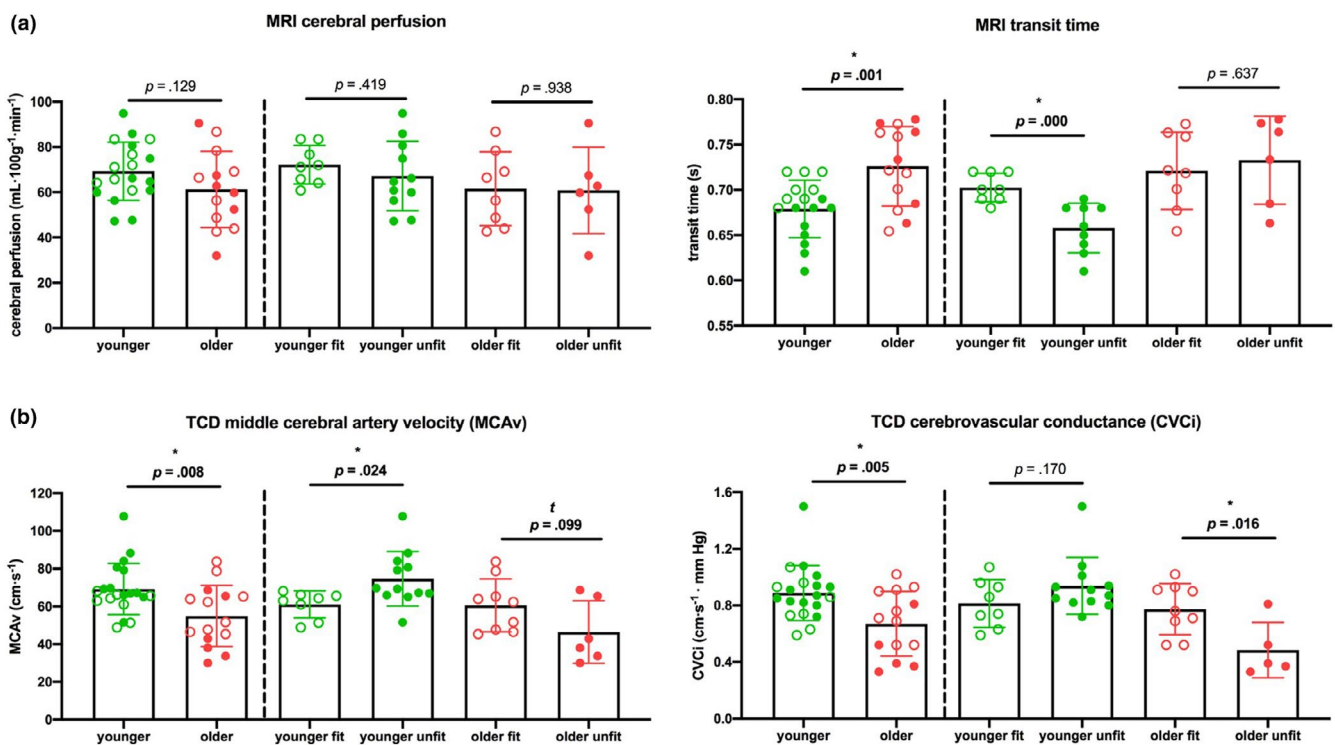 (a)
MRI cerebral perfusion
p = .129
p = .419
p = .938
cerebral perfusion (mL·100g⁻¹·min⁻¹)
100
80
60
40
20
0
younger older younger fit younger unfit older fit older unfit
MRI transit time
*
p = .001
*
p = .000
p = .637
transit time (s)
0.80
0.75
0.70
0.65
0.60
0.55
younger older younger fit younger unfit older fit older unfit
(b)
TCD middle cerebral artery velocity (MCAv)
*
p = .008
*
p = .024
t
p = .099
MCAv (cm·s⁻¹)
120
100
80
60
40
20
0
younger older younger fit younger unfit older fit older unfit
TCD cerebrovascular conductance (CVCi)
*
p = .005
p = .170
*
p = .016
CVCi (cm·s⁻¹ · mm Hg)
1.6
1.2
0.8
0.4
0.0
younger older younger fit younger unfit older fit older unfit